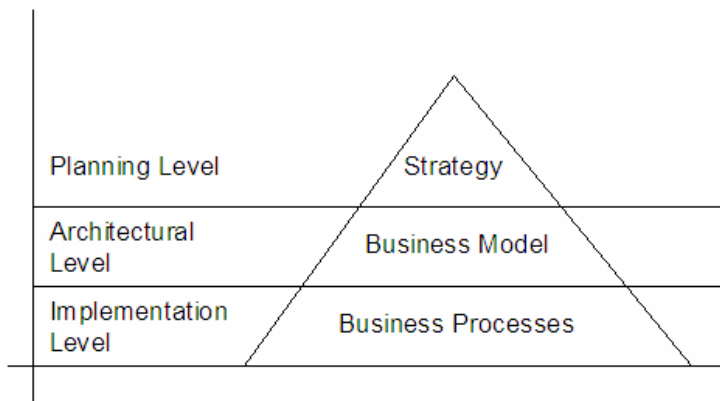 Planning Level
Strategy
Architectural
Level
Business Model
Implementation
Level
Business Processes